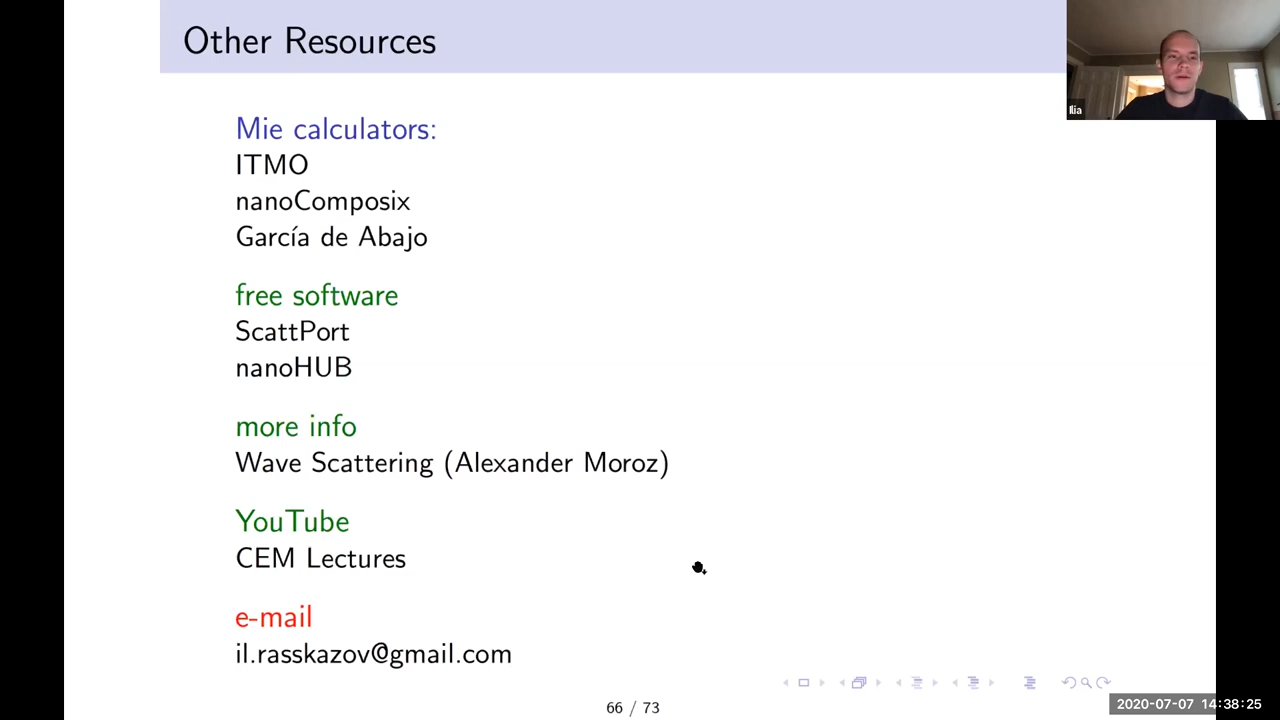 Other Resources
Ilia
Mie calculators:
ITMO
nanoComposix
García de Abajo
free software
ScattPort
nanoHUB
more info
Wave Scattering (Alexander Moroz)
YouTube
CEM Lectures
e-mail
il.rasskazov@gmail.com
66 / 73
2020-07-07 14:38:25